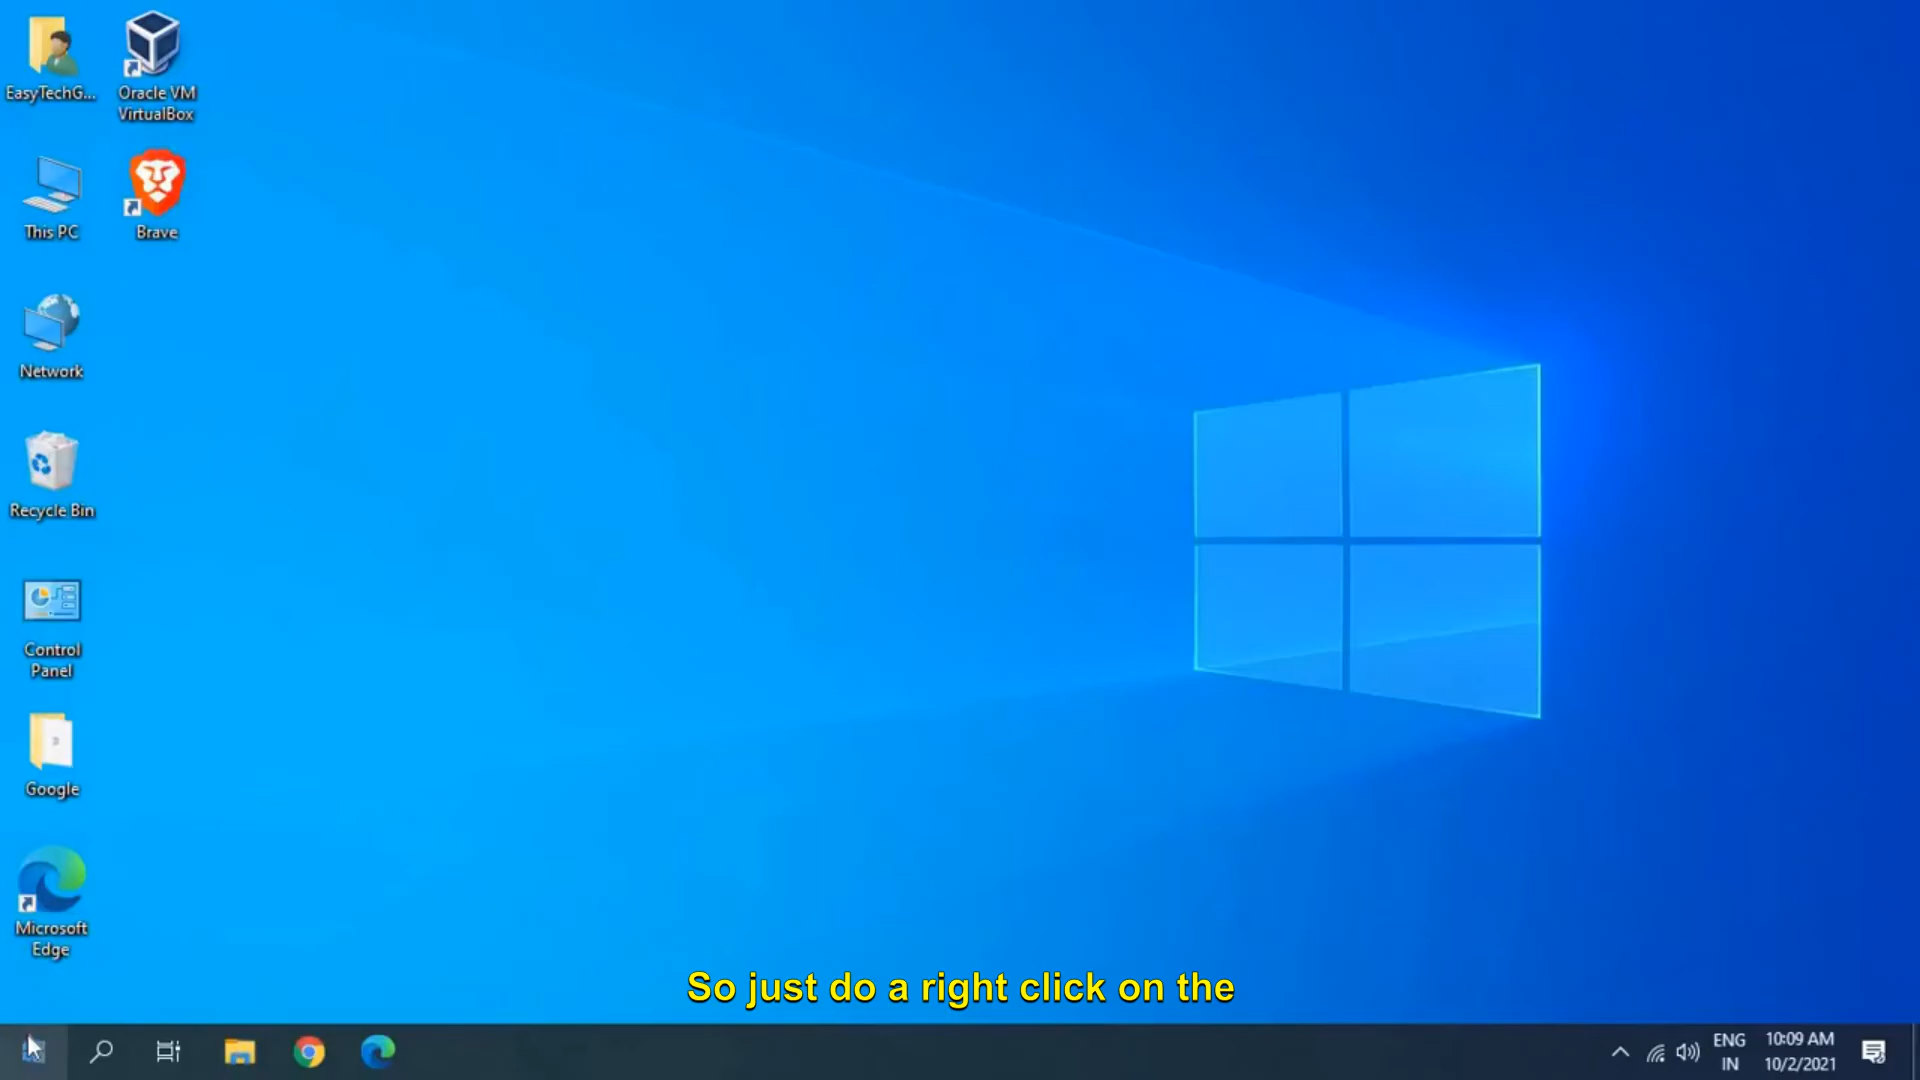 EasyTechG...
Oracle VM
VirtualBox
This PC
Brave
Network
Recycle Bin
Control
Panel
Google
Microsoft
Edge
So just do a right click on the
ENG
IN
10:09 AM
10/2/2021